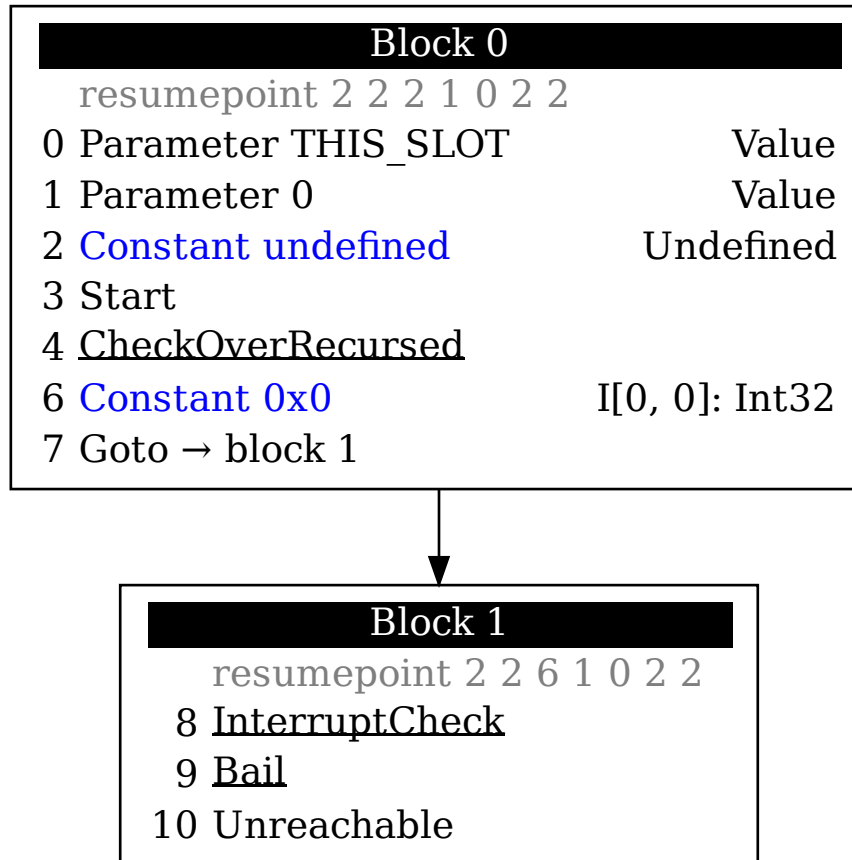 Block 0
resumepoint 2 2 2 1 0 2 2
0 Parameter THIS_SLOT Value
1 Parameter 0 Value
2 Constant undefined Undefined
3 Start
4 CheckOverRecursed
6 Constant 0x0 I[0, 0]: Int32
7 Goto → block 1
Block 1
resumepoint 2 2 6 1 0 2 2
8 InterruptCheck
9 Bail
10 Unreachable